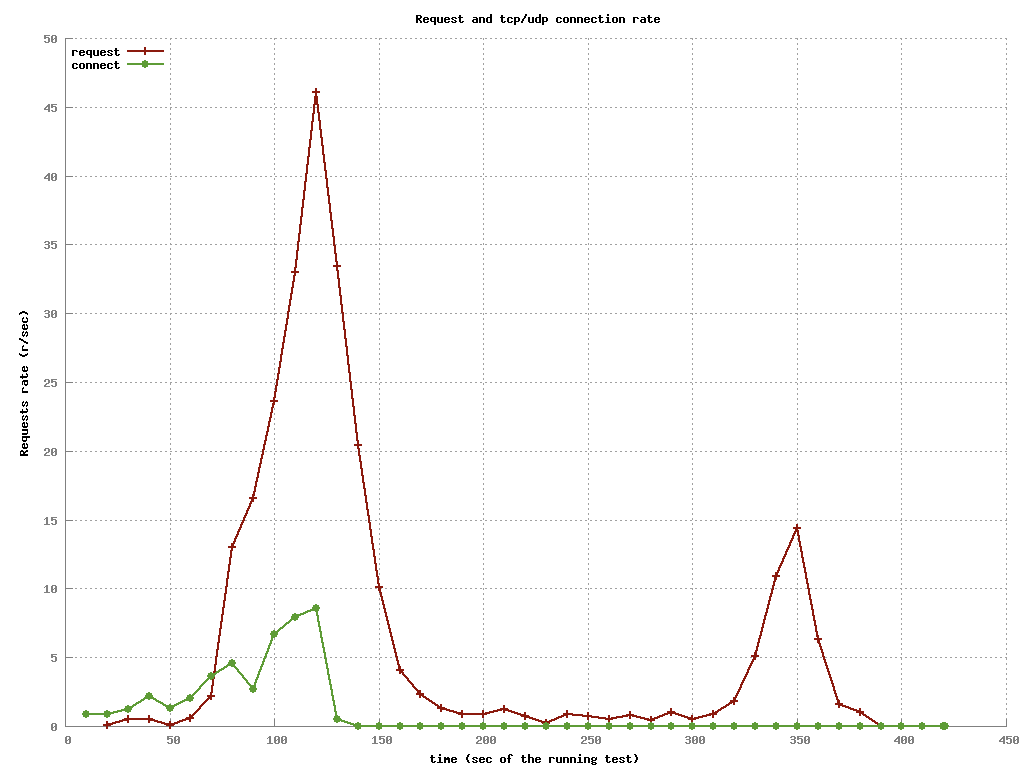 Request and tcp/udp connection rate
request
connect
50
45
40
35
30
25
20
15
10
5
0
Requests rate (r/sec)
0 50 100 150 200 250 300 350 400 450
time (sec of the running test)